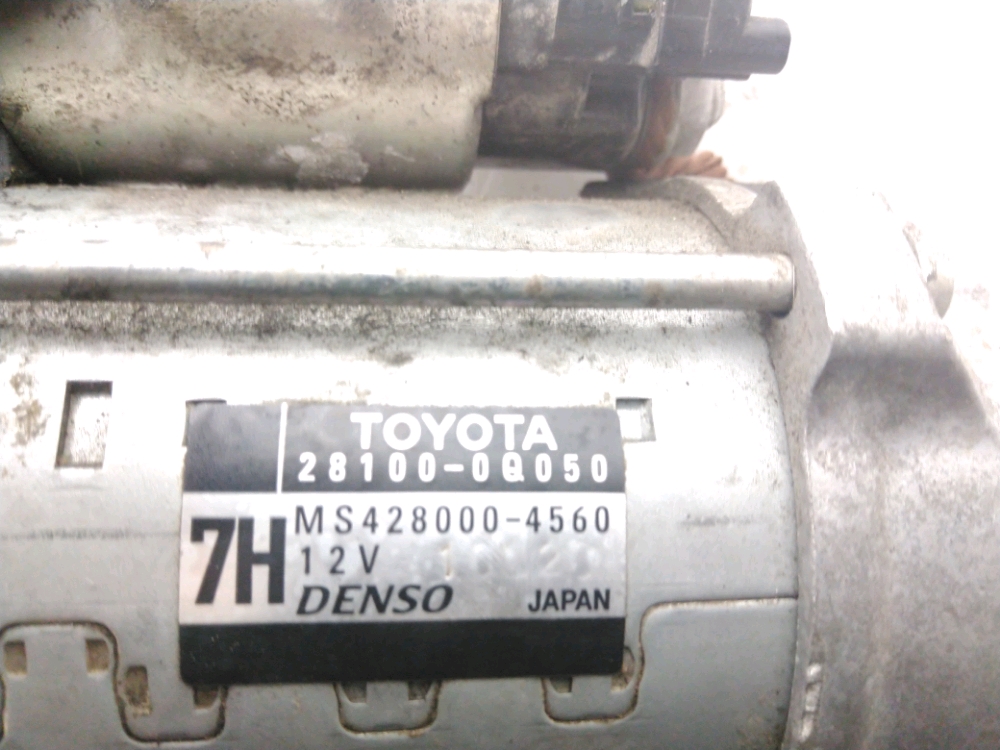 TOYOTA
28100-0Q050
7H
MS428000-4560
12V
DENSO JAPAN